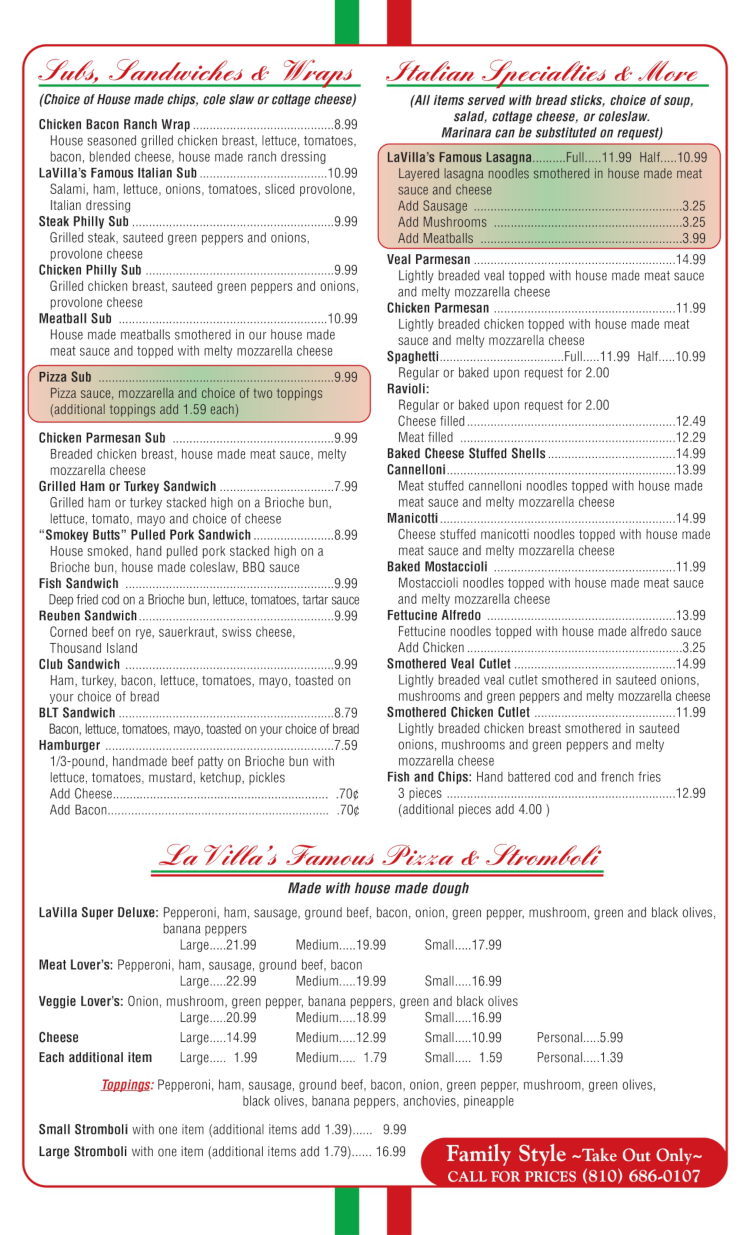 Subs, Sandwiches & Wraps
(Choice of House made chips, cole slaw or cottage cheese)
Chicken Bacon Ranch Wrap.........................................8.99
House seasoned grilled chicken breast, lettuce, tomatoes,
bacon, blended cheese, house made ranch dressing
LaVilla's Famous Italian Sub.....................................10.99
Salami, ham, lettuce, onions, tomatoes, sliced provolone,
Italian dressing
Steak Philly Sub...........................................................9.99
Grilled steak, sauteed green peppers and onions,
provolone cheese
Chicken Philly Sub.......................................................9.99
Grilled chicken breast, sauteed green peppers and onions,
provolone cheese
Meatball Sub.............................................................10.99
House made meatballs smothered in our house made
meat sauce and topped with melty mozzarella cheese
Pizza Sub.....................................................................9.99
Pizza sauce, mozzarella and choice of two toppings
(additional toppings add 1.59 each)
Chicken Parmesan Sub...............................................9.99
Breaded chicken breast, house made meat sauce, melty
mozzarella cheese
Grilled Ham or Turkey Sandwich.................................7.99
Grilled ham or turkey stacked high on a Brioche bun,
lettuce, tomato, mayo and choice of cheese
“Smokey Butts” Pulled Pork Sandwich.......................8.99
House smoked, hand pulled pork stacked high on a
Brioche bun, house made coleslaw, BBQ sauce
Fish Sandwich.............................................................9.99
Deep fried cod on a Brioche bun, lettuce, tomatoes, tartar sauce
Reuben Sandwich.........................................................9.99
Corned beef on rye, sauerkraut, swiss cheese,
Thousand Island
Club Sandwich.............................................................9.99
Ham, turkey, bacon, lettuce, tomatoes, mayo, toasted on
your choice of bread
BLT Sandwich...............................................................8.79
Bacon, lettuce, tomatoes, mayo, toasted on your choice of bread
Hamburger...................................................................7.59
1/3-pound, handmade beef patty on Brioche bun with
lettuce, tomatoes, mustard, ketchup, pickles
Add Cheese............................................................... .70¢
Add Bacon................................................................. .70¢
Italian Specialties & More
(All items served with bread sticks, choice of soup,
salad, cottage cheese, or coleslaw.
Marinara can be substituted on request)
LaVilla's Famous Lasagna..........Full.....11.99 Half.....10.99
Layered lasagna noodles smothered in house made meat
sauce and cheese
Add Sausage.............................................................3.25
Add Mushrooms.......................................................3.25
Add Meatballs...........................................................3.99
Veal Parmesan...........................................................14.99
Lightly breaded veal topped with house made meat sauce
and melty mozzarella cheese
Chicken Parmesan.....................................................11.99
Lightly breaded chicken topped with house made meat
sauce and melty mozzarella cheese
Spaghetti....................................Full.....11.99 Half.....10.99
Regular or baked upon request for 2.00
Ravioli:
Regular or baked upon request for 2.00
Cheese filled.............................................................12.49
Meat filled...............................................................12.29
Baked Cheese Stuffed Shells.....................................14.99
Cannelloni...................................................................13.99
Meat stuffed cannelloni noodles topped with house made
meat sauce and melty mozzarella cheese
Manicotti.....................................................................14.99
Cheese stuffed manicotti noodles topped with house made
meat sauce and melty mozzarella cheese
Baked Mostaccioli.....................................................11.99
Mostaccioli noodles topped with house made meat sauce
and melty mozzarella cheese
Fettucine Alfredo.......................................................13.99
Fettucine noodles topped with house made alfredo sauce
Add Chicken...............................................................3.25
Smothered Veal Cutlet...............................................14.99
Lightly breaded veal cutlet smothered in sauteed onions,
mushrooms and green peppers and melty mozzarella cheese
Smothered Chicken Cutlet.........................................11.99
Lightly breaded chicken breast smothered in sauteed
onions, mushrooms and green peppers and melty
mozzarella cheese
Fish and Chips: Hand battered cod and french fries
3 pieces...................................................................12.99
(additional pieces add 4.00 )
LaVilla's Famous Pizza & Stromboli
Made with house made dough
LaVilla Super Deluxe: Pepperoni, ham, sausage, ground beef, bacon, onion, green pepper, mushroom, green and black olives,
banana peppers
Large.....21.99 Medium.....19.99 Small.....17.99
Meat Lover's: Pepperoni, ham, sausage, ground beef, bacon
Large.....22.99 Medium.....19.99 Small.....16.99
Veggie Lover's: Onion, mushroom, green pepper, banana peppers, green and black olives
Large.....20.99 Medium.....18.99 Small.....16.99
Cheese Large.....14.99 Medium.....12.99 Small.....10.99 Personal.....5.99
Each additional item Large..... 1.99 Medium..... 1.79 Small..... 1.59 Personal.....1.39
Toppings: Pepperoni, ham, sausage, ground beef, bacon, onion, green pepper, mushroom, green olives,
black olives, banana peppers, anchovies, pineapple
Small Stromboli with one item (additional items add 1.39)...... 9.99
Large Stromboli with one item (additional items add 1.79)...... 16.99
Family Style ~Take Out Only~
CALL FOR PRICES (810) 686-0107